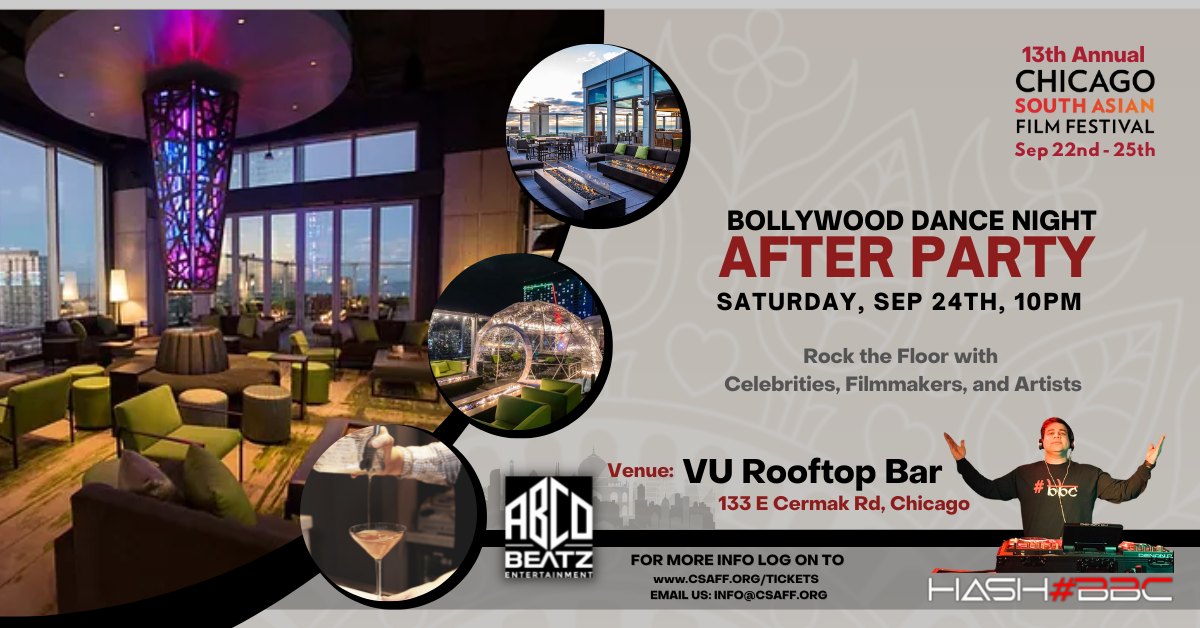 13th Annual
CHICAGO
SOUTH ASIAN
FILM FESTIVAL
Sep 22nd - 25th
BOLLYWOOD DANCE NIGHT
AFTER PARTY
SATURDAY, SEP 24TH, 10PM
Rock the Floor with
Celebrities, Filmmakers, and Artists
Venue: VU Rooftop Bar
133 E Cermak Rd, Chicago
#bbc
ABCD
BEATZ
ENTERTAINMENT
FOR MORE INFO LOG ON TO
WWW.CSAFF.ORG/TICKETS
EMAIL US: INFO@CSAFF.ORG
DENON DJ
HASH#BBC